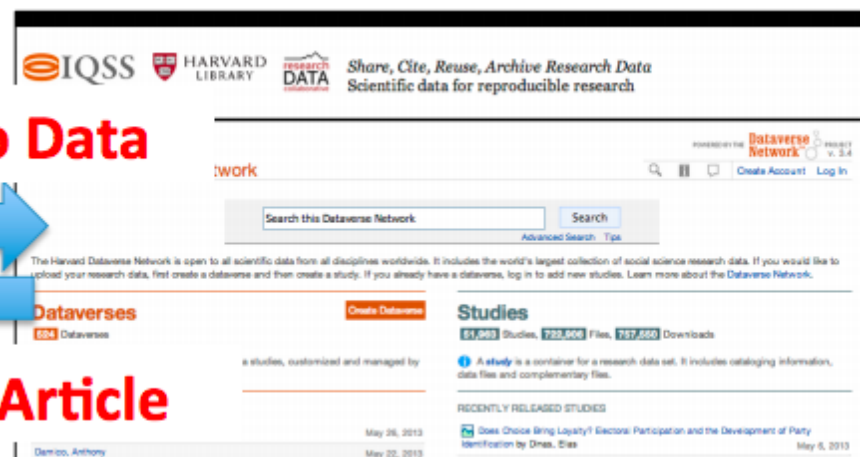 IQSS HARVARD LIBRARY research DATA collaborative Share, Cite, Reuse, Archive Research Data
Scientific data for reproducible research
Data
POWERED BY THE Dataverse Network PROJECT v. 3.4
twork
Create Account Log In
Search this Dataverse Network Search
Advanced Search Tips
The Harvard Dataverse Network is open to all scientific data from all disciplines worldwide. It includes the world's largest collection of social science research data. If you would like to
upload your research data, first create a dataverse and then create a study. If you already have a dataverse, log in to add new studies. Learn more about the Dataverse Network.
Dataverses Create Dataverse
524 Dataverses
Studies
51,963 Studies, 722,906 Files, 757,550 Downloads
a studies, customized and managed by
A study is a container for a research data set. It includes cataloging information,
data files and complementary files.
Article
RECENTLY RELEASED STUDIES
May 26, 2013
Does Choice Bring Loyalty? Electoral Participation and the Development of Party
Identification by Dinas, Elias May 6, 2013
Damico, Anthony May 22, 2013